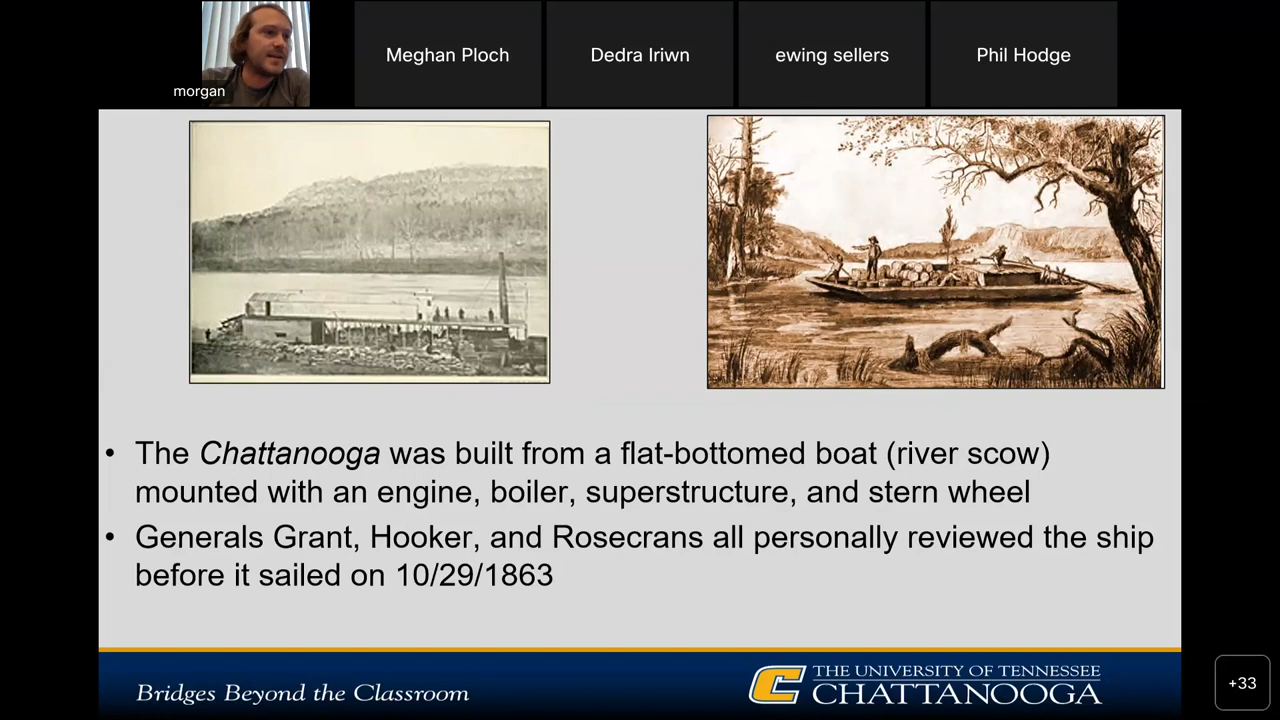 morgan
Meghan Ploch
Dedra Iriwn
ewing sellers
Phil Hodge
• The Chattanooga was built from a flat-bottomed boat (river scow)
mounted with an engine, boiler, superstructure, and stern wheel
• Generals Grant, Hooker, and Rosecrans all personally reviewed the ship
before it sailed on 10/29/1863
Bridges Beyond the Classroom
THE UNIVERSITY OF TENNESSEE
CHATTANOOGA
+33